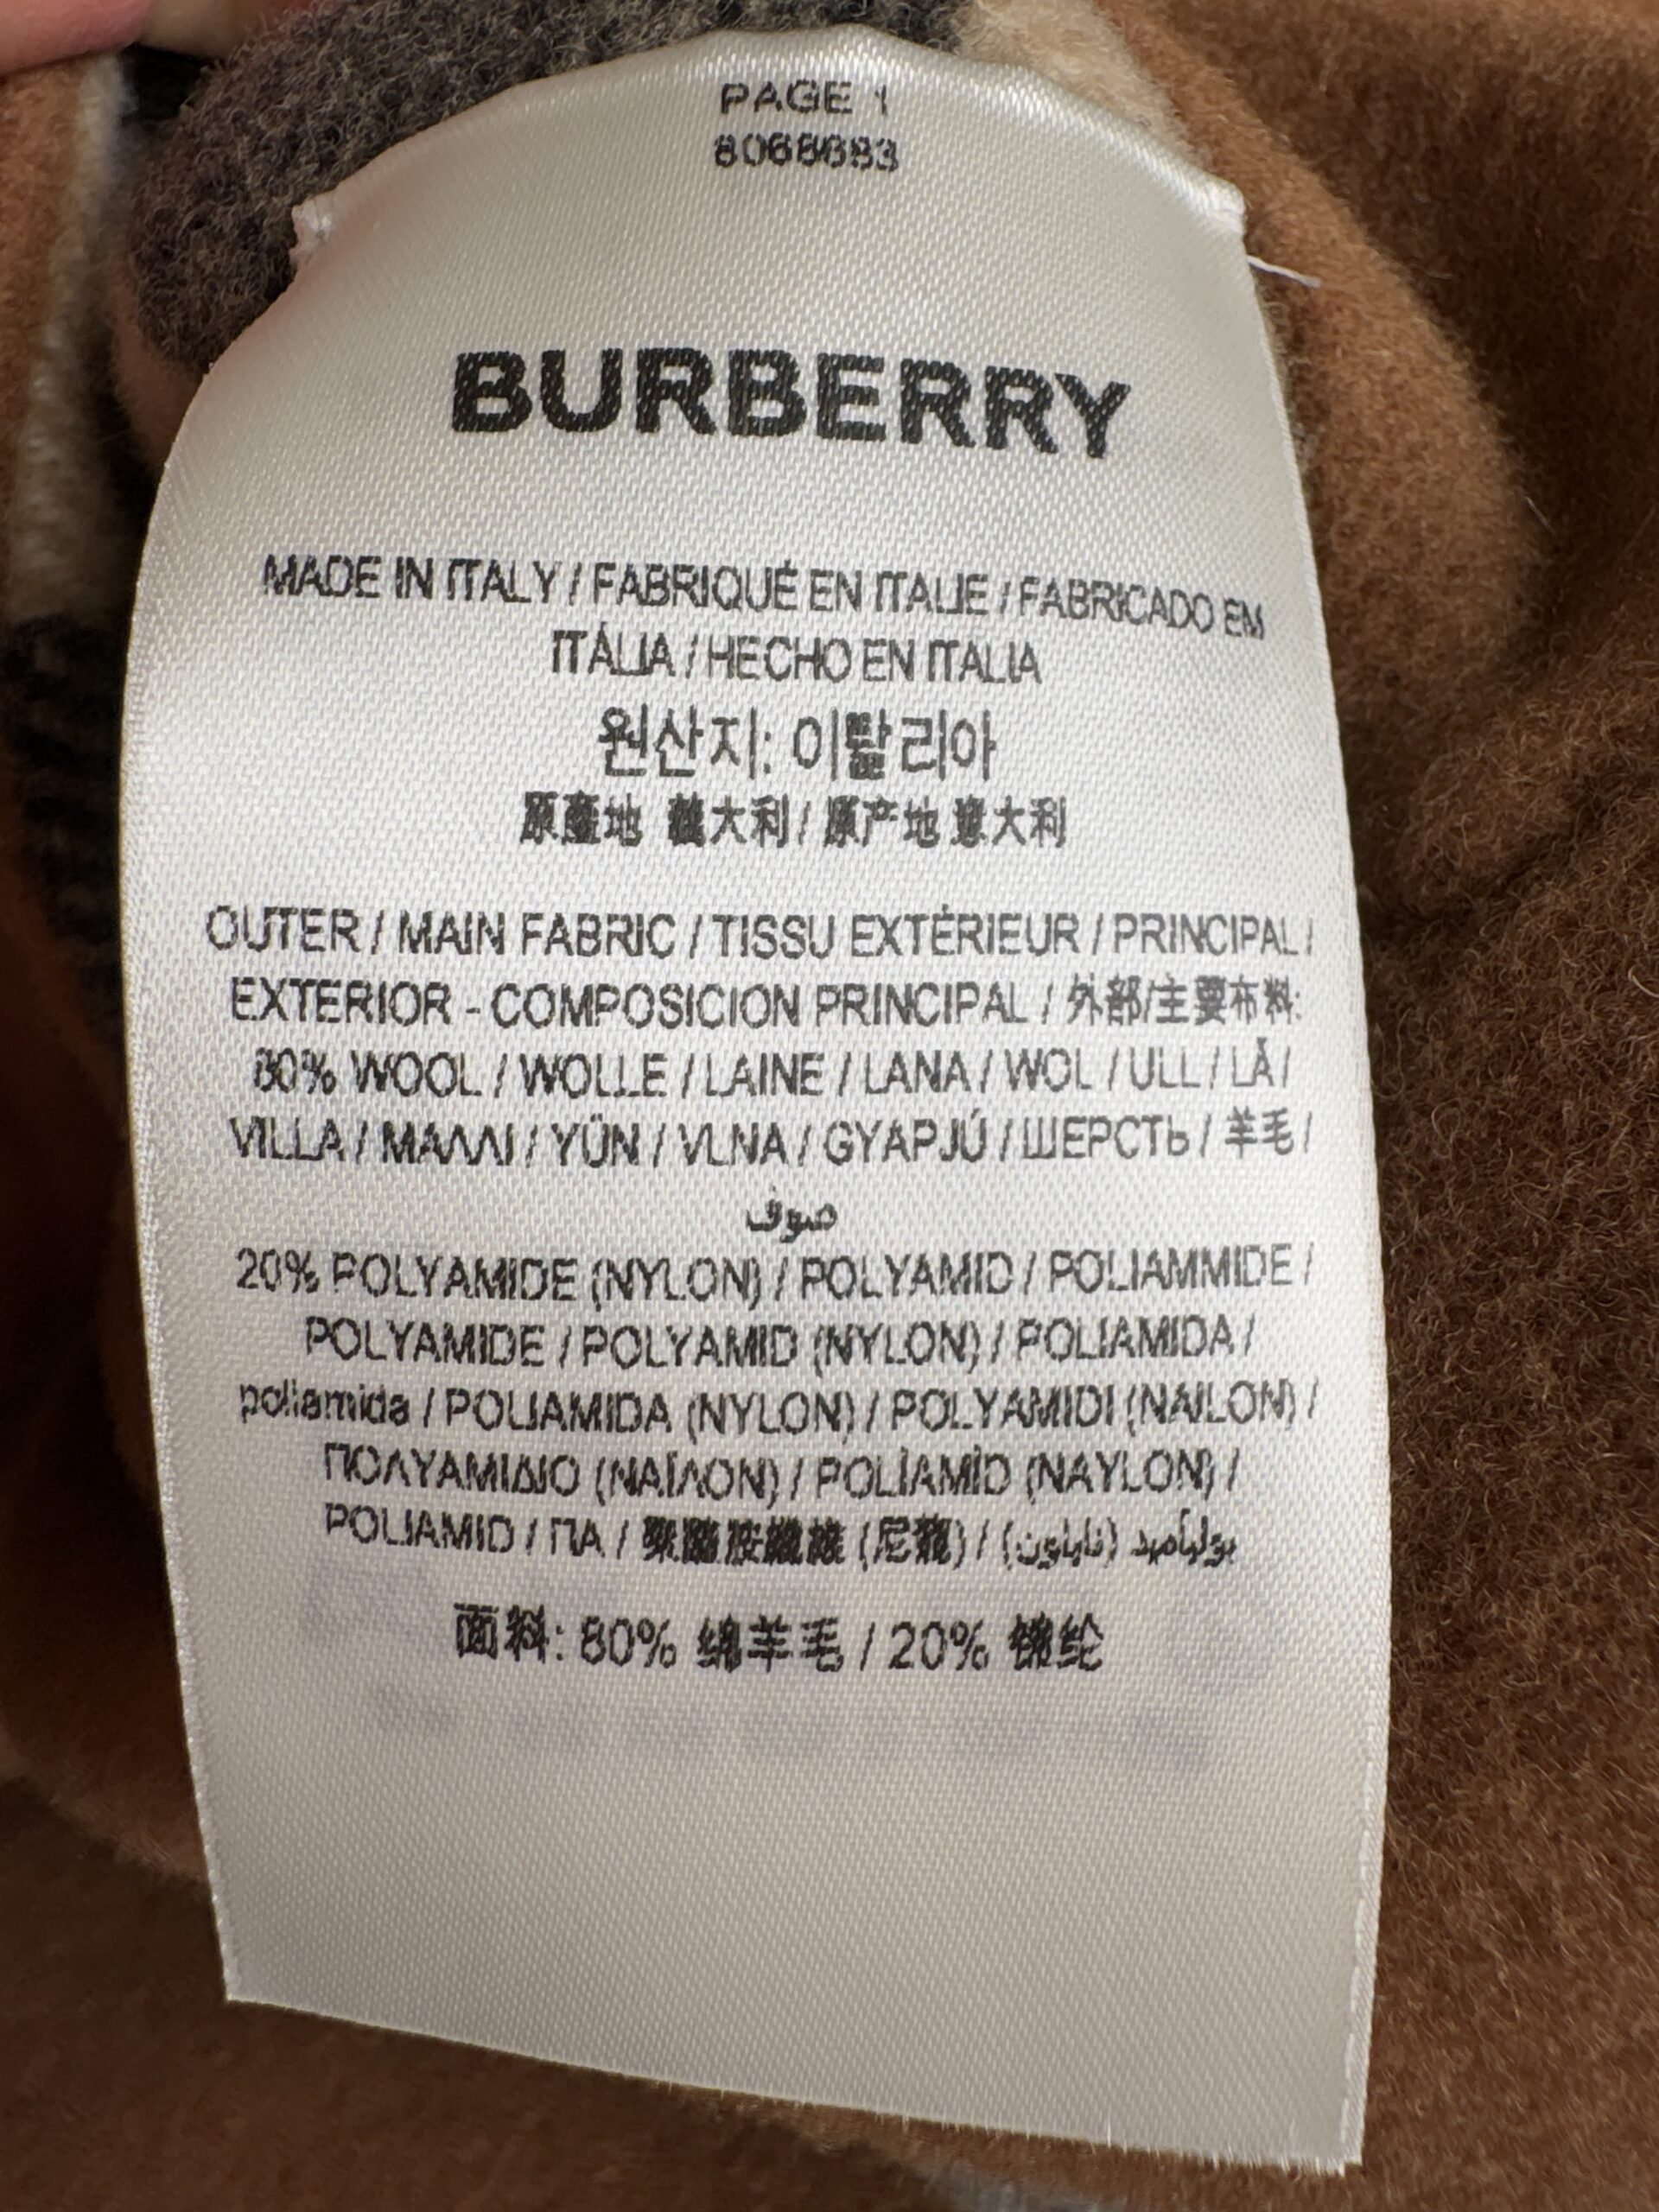 PAGE 1
8068683
BURBERRY
MADE IN ITALY / FABRIQUÉ EN ITALIE / FABRICADO EM
ITÁLIA / HECHO EN ITALIA
원산지: 이탈리아
原產地 義大利 / 原产地 意大利
OUTER / MAIN FABRIC / TISSU EXTÉRIEUR / PRINCIPAL /
EXTERIOR - COMPOSICION PRINCIPAL / 外部/主要布料:
80% WOOL / WOLLE / LAINE / LANA / WOL / ULL / LÃ /
VILLA / ΜΑΛΛΙ / YÜN / VLNA / GYAPJÚ / ШЕРСТЬ / 羊毛 /
صوف
20% POLYAMIDE (NYLON) / POLYAMID / POLIAMMIDE /
POLYAMIDE / POLYAMID (NYLON) / POLIAMIDA /
poliamida / POLIAMIDA (NYLON) / POLYAMIDI (NAILON) /
ΠΟΛΥΑΜΙΔΙΟ (ΝΑΪΛΟΝ) / POLİAMİD (NAYLON) /
POLIAMID / ПА / 聚醯胺纖維 (尼龍) / بوليأميد (نايلون)
面料: 80% 绵羊毛 / 20% 锦纶